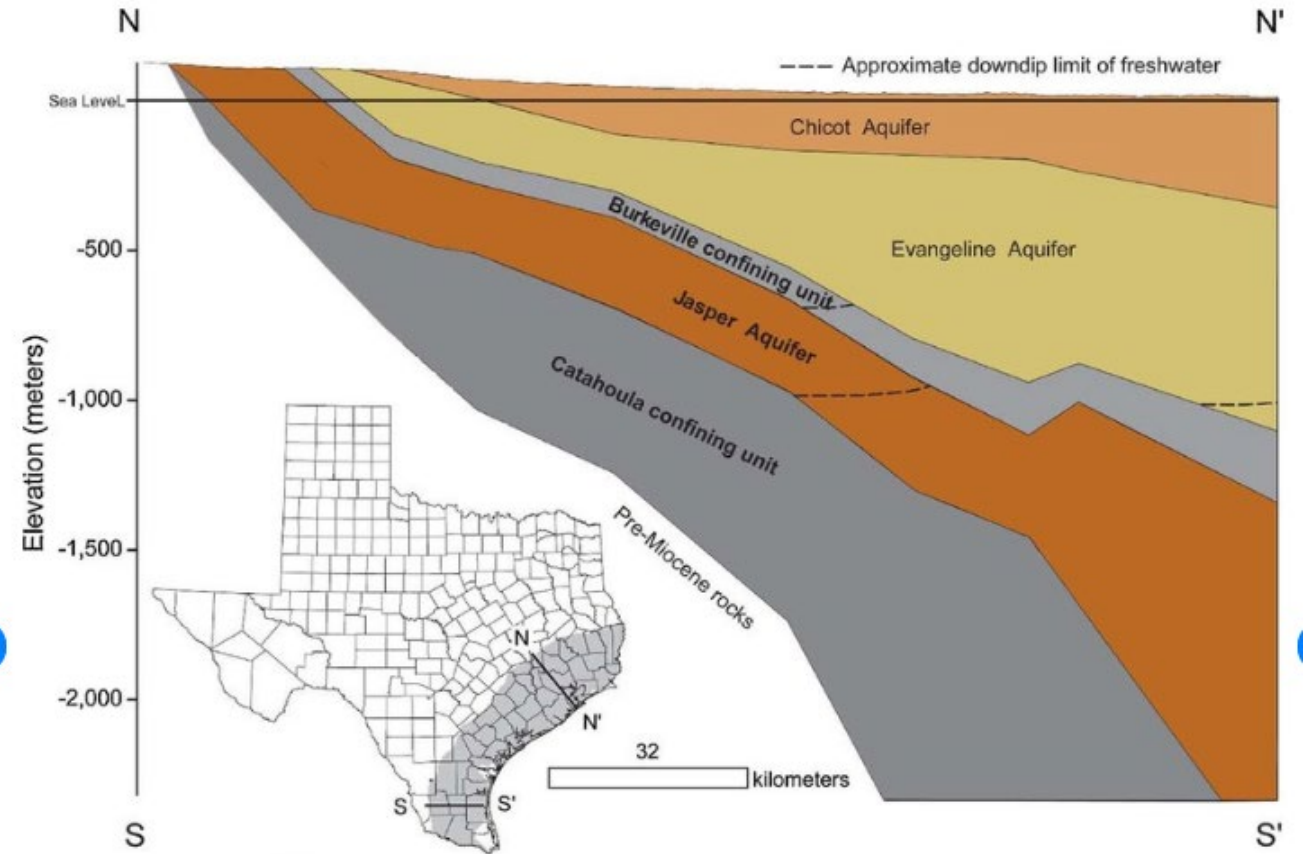 N
N'
Approximate downdip limit of freshwater
Sea LeveL
Chicot Aquifer
Burkeville confining unit
Evangeline Aquifer
-500
Jasper Aquifer
Catahoula confining unit
Elevation (meters)
-1,000
-1,500
Pre-Miocene rocks
N
-2,000
N'
32
kilometers
S
S'
S
S'